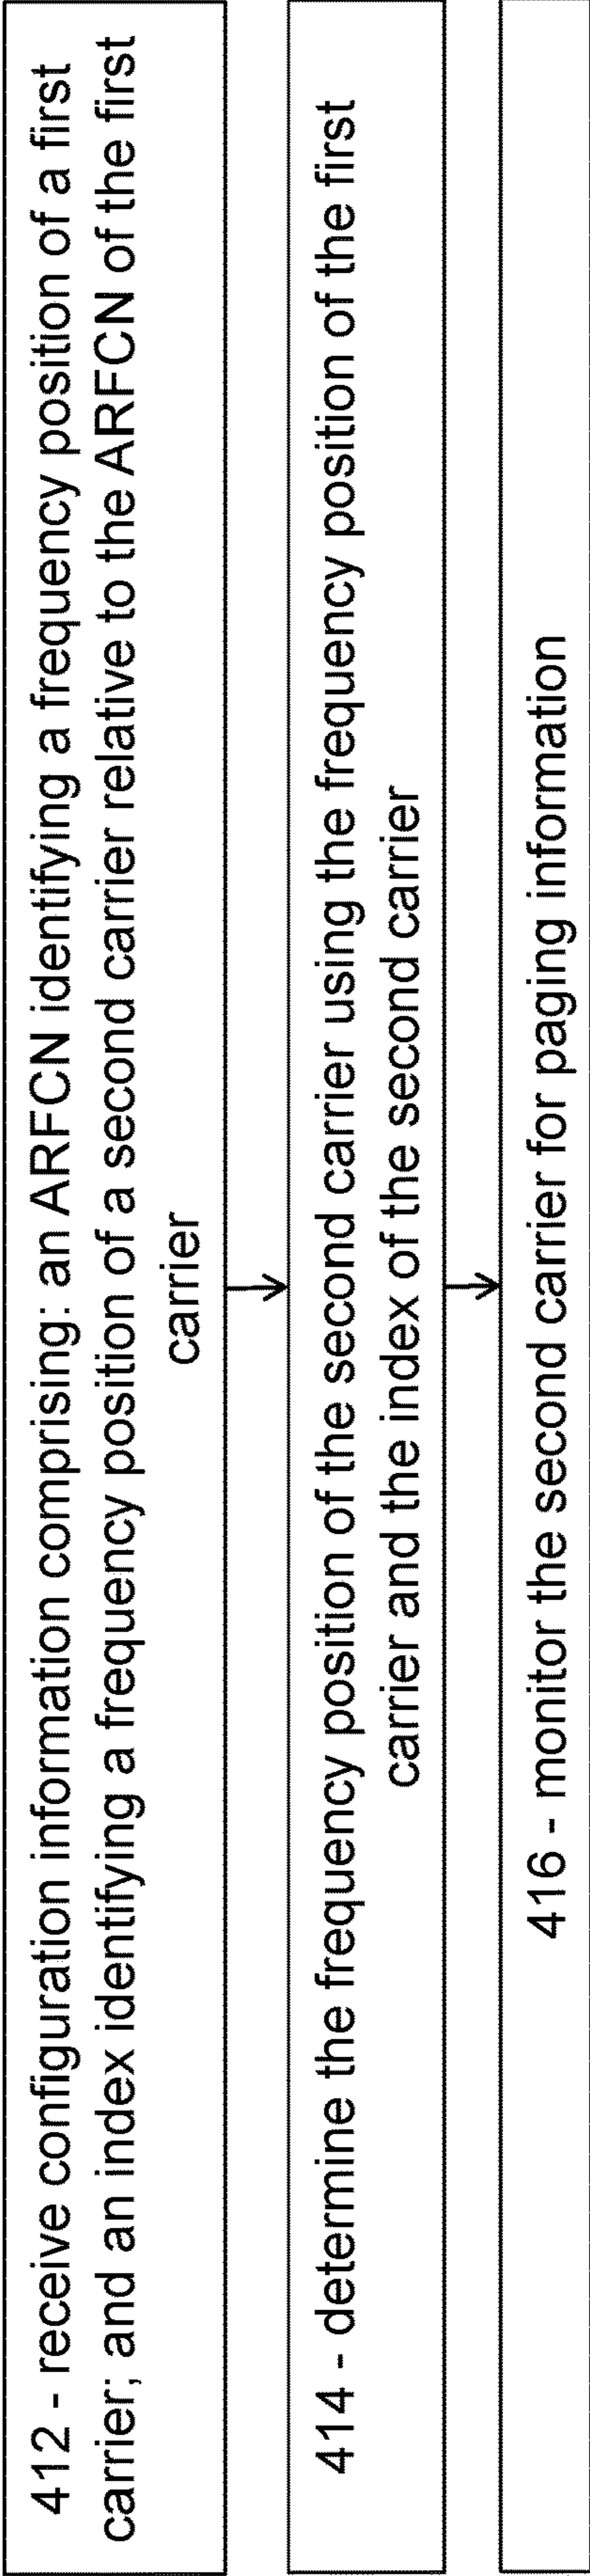 412 - receive configuration information comprising: an ARFCN identifying a frequency position of a first
carrier; and an index identifying a frequency position of a second carrier relative to the ARFCN of the first
carrier
414 - determine the frequency position of the second carrier using the frequency position of the first
carrier and the index of the second carrier
416 - monitor the second carrier for paging information